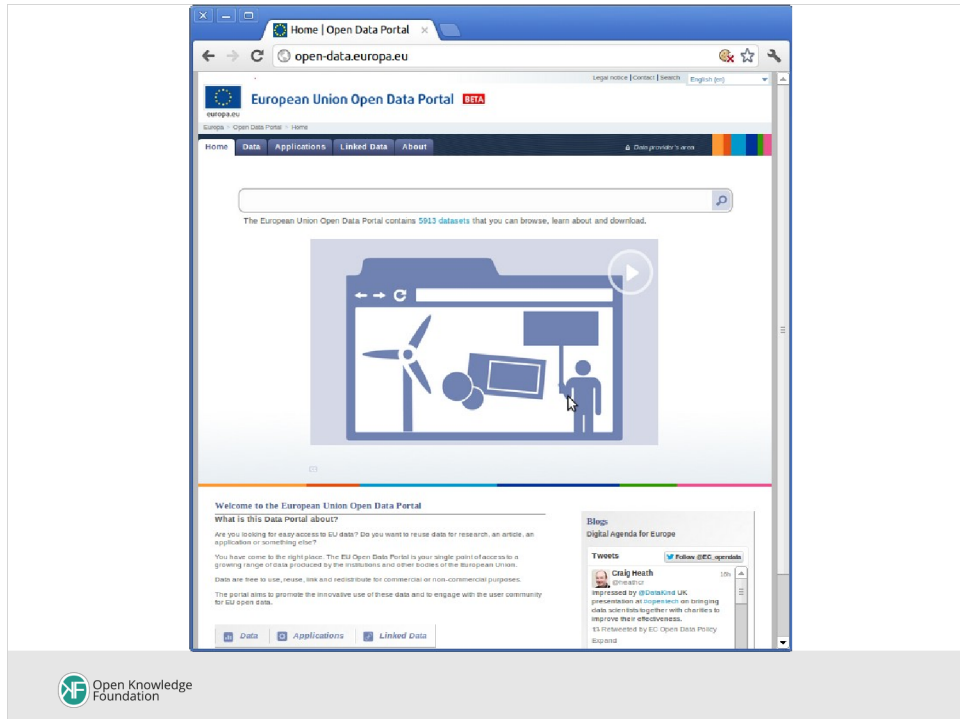 Home | Open Data Portal
open-data.europa.eu
Legal notice | Contact | Search English (en)
European Union Open Data Portal BETA
europa.eu
Europa > Open Data Portal > Home
Home Data Applications Linked Data About Data provider's area
The European Union Open Data Portal contains 5913 datasets that you can browse, learn about and download.
Welcome to the European Union Open Data Portal
What is this Data Portal about?
Are you looking for easy access to EU data? Do you want to reuse data for research, an article, an
application or something else?
You have come to the right place. The EU Open Data Portal is your single point of access to a
growing range of data produced by the institutions and other bodies of the European Union.
Data are free to use, reuse, link and redistribute for commercial or non-commercial purposes.
The portal aims to promote the innovative use of these data and to engage with the user community
for EU open data.
Data Applications Linked Data
Blogs
Digital Agenda for Europe
Tweets Follow @EC_opendata
Craig Heath 18h
@heathcr
Impressed by @DataKind UK
presentation at #opentech on bringing
data scientists together with charities to
improve their effectiveness.
Retweeted by EC Open Data Policy
Expand
Open Knowledge
Foundation